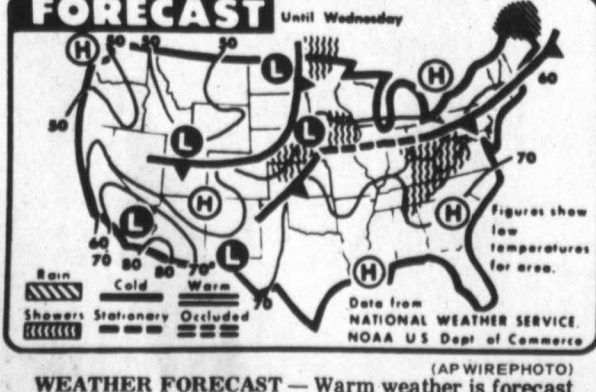 FORECAST
Until Wednesday
H
50
50
50
L
H
60
50
L
L
70
H
H
L
L
H
60
70
80
80
70
70
Figures show
low
temperatures
for area.
Rain
Cold
Warm
Showers
Stationary
Occluded
Data from
NATIONAL WEATHER SERVICE.
NOAA US Dept of Commerce
(AP WIREPHOTO)
WEATHER FORECAST — Warm weather is forecast